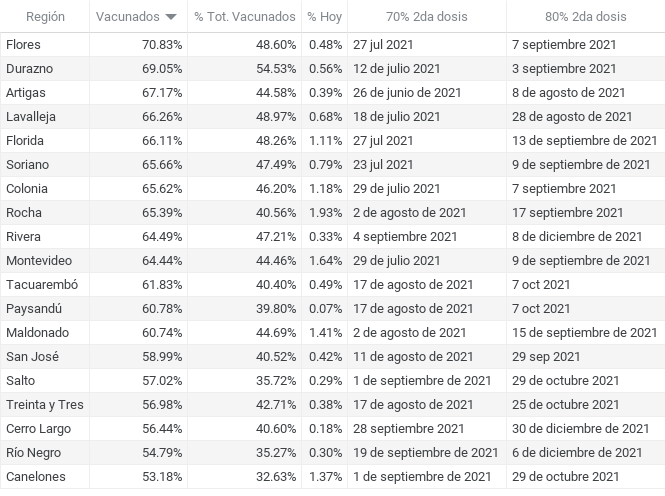 Región Vacunados % Tot. Vacunados % Hoy 70% 2da dosis 80% 2da dosis
Flores 70.83% 48.60% 0.48% 27 jul 2021 7 septiembre 2021
Durazno 69.05% 54.53% 0.56% 12 de julio 2021 3 septiembre 2021
Artigas 67.17% 44.58% 0.39% 26 de junio de 2021 8 de agosto de 2021
Lavalleja 66.26% 48.97% 0.68% 18 de julio 2021 28 de agosto de 2021
Florida 66.11% 48.26% 1.11% 27 jul 2021 13 de septiembre de 2021
Soriano 65.66% 47.49% 0.79% 23 jul 2021 9 de septiembre de 2021
Colonia 65.62% 46.20% 1.18% 29 de julio 2021 7 septiembre 2021
Rocha 65.39% 40.56% 1.93% 2 de agosto de 2021 17 septiembre 2021
Rivera 64.49% 47.21% 0.33% 4 septiembre 2021 8 de diciembre de 2021
Montevideo 64.44% 44.46% 1.64% 29 de julio 2021 9 de septiembre de 2021
Tacuarembó 61.83% 40.40% 0.49% 17 de agosto de 2021 7 oct 2021
Paysandú 60.78% 39.80% 0.07% 17 de agosto de 2021 7 oct 2021
Maldonado 60.74% 44.69% 1.41% 2 de agosto de 2021 15 de septiembre de 2021
San José 58.99% 40.52% 0.42% 11 de agosto de 2021 29 sep 2021
Salto 57.02% 35.72% 0.29% 1 de septiembre de 2021 29 de octubre 2021
Treinta y Tres 56.98% 42.71% 0.38% 17 de agosto de 2021 25 de octubre 2021
Cerro Largo 56.44% 40.60% 0.18% 28 septiembre 2021 30 de diciembre de 2021
Río Negro 54.79% 35.27% 0.30% 19 de septiembre de 2021 6 de diciembre de 2021
Canelones 53.18% 32.63% 1.37% 1 de septiembre de 2021 29 de octubre 2021